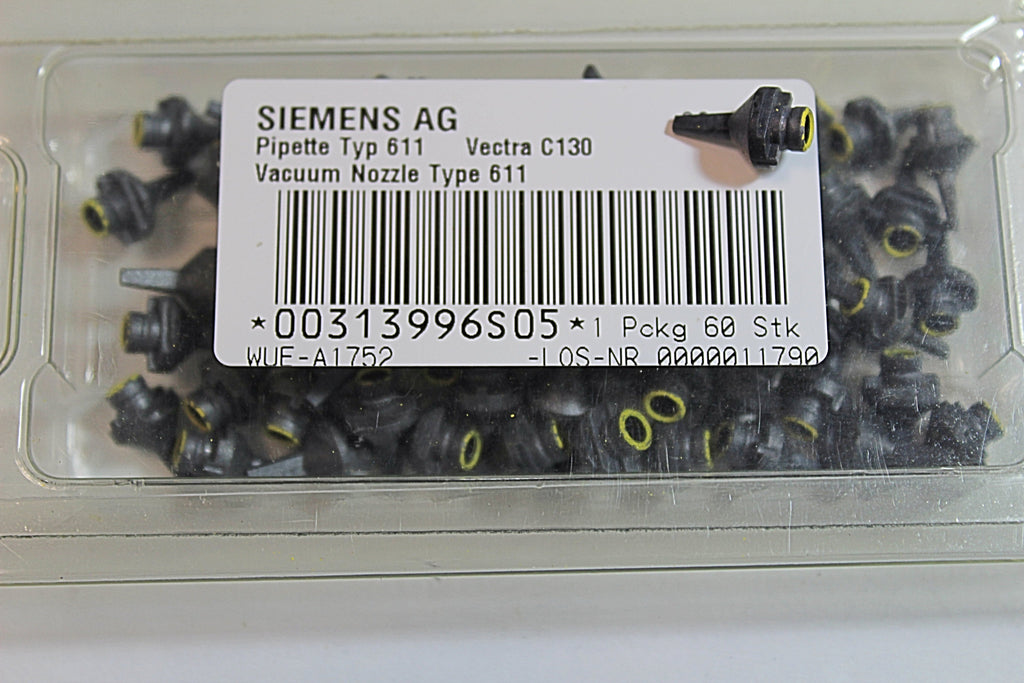 SIEMENS AG
Pipette Typ 611 Vectra C130
Vacuum Nozzle Type 611
*00313996S05* 1 Pckg 60 Stk
WUE-A1752 -LOS-NR 0000011790